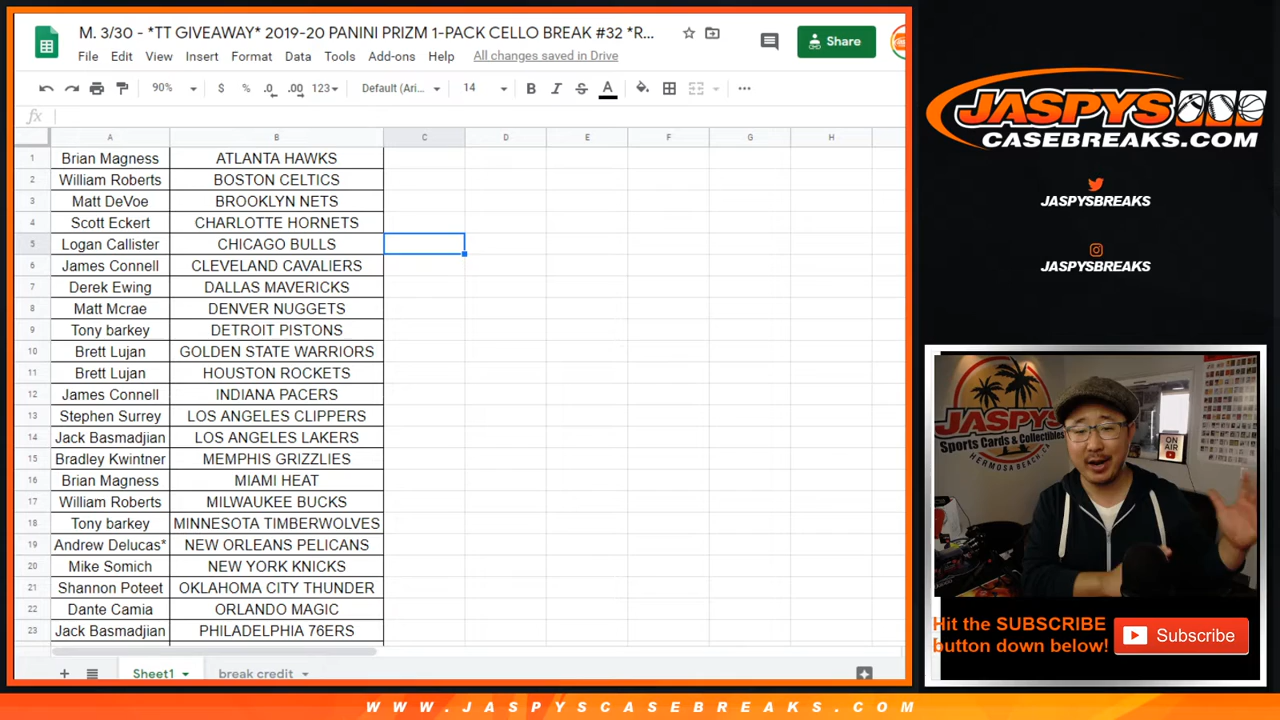 M. 3/30 - *TT GIVEAWAY* 2019-20 PANINI PRIZM 1-PACK CELLO BREAK #32 *R...
Share
File Edit View Insert Format Data Tools Add-ons Help All changes saved in Drive
90% $ % .0 .00 123 Default (Ari... 14 B I S A
fx
A B C D E F G H
1 Brian Magness ATLANTA HAWKS
2 William Roberts BOSTON CELTICS
3 Matt DeVoe BROOKLYN NETS
4 Scott Eckert CHARLOTTE HORNETS
5 Logan Callister CHICAGO BULLS
6 James Connell CLEVELAND CAVALIERS
7 Derek Ewing DALLAS MAVERICKS
8 Matt Mcrae DENVER NUGGETS
9 Tony barkey DETROIT PISTONS
10 Brett Lujan GOLDEN STATE WARRIORS
11 Brett Lujan HOUSTON ROCKETS
12 James Connell INDIANA PACERS
13 Stephen Surrey LOS ANGELES CLIPPERS
14 Jack Basmadjian LOS ANGELES LAKERS
15 Bradley Kwintner MEMPHIS GRIZZLIES
16 Brian Magness MIAMI HEAT
17 William Roberts MILWAUKEE BUCKS
18 Tony barkey MINNESOTA TIMBERWOLVES
19 Andrew Delucas* NEW ORLEANS PELICANS
20 Mike Somich NEW YORK KNICKS
21 Shannon Poteet OKLAHOMA CITY THUNDER
22 Dante Camia ORLANDO MAGIC
23 Jack Basmadjian PHILADELPHIA 76ERS
Sheet1 break credit
JASPYS
CASEBREAKS.COM
JASPYSBREAKS
JASPYSBREAKS
JASPYS
Sports Cards & Collectibles
HERMOSA BEACH, CA
ON AIR
Hit the SUBSCRIBE
button down below!
Subscribe
WWW.JASPYSCASEBREAKS.COM